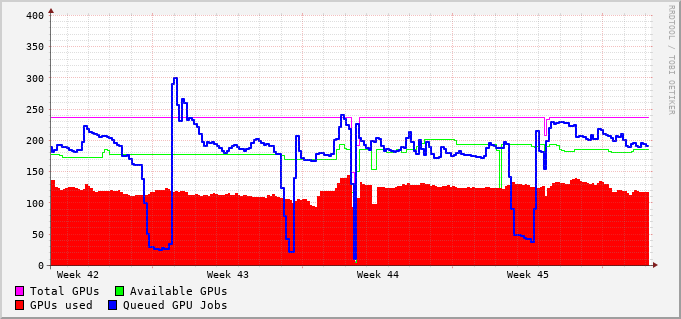 RRDTOOL / TOBI OETIKER
400
350
300
250
200
150
100
50
0
Week 42 Week 43 Week 44 Week 45
Total GPUs Available GPUs
GPUs used Queued GPU Jobs